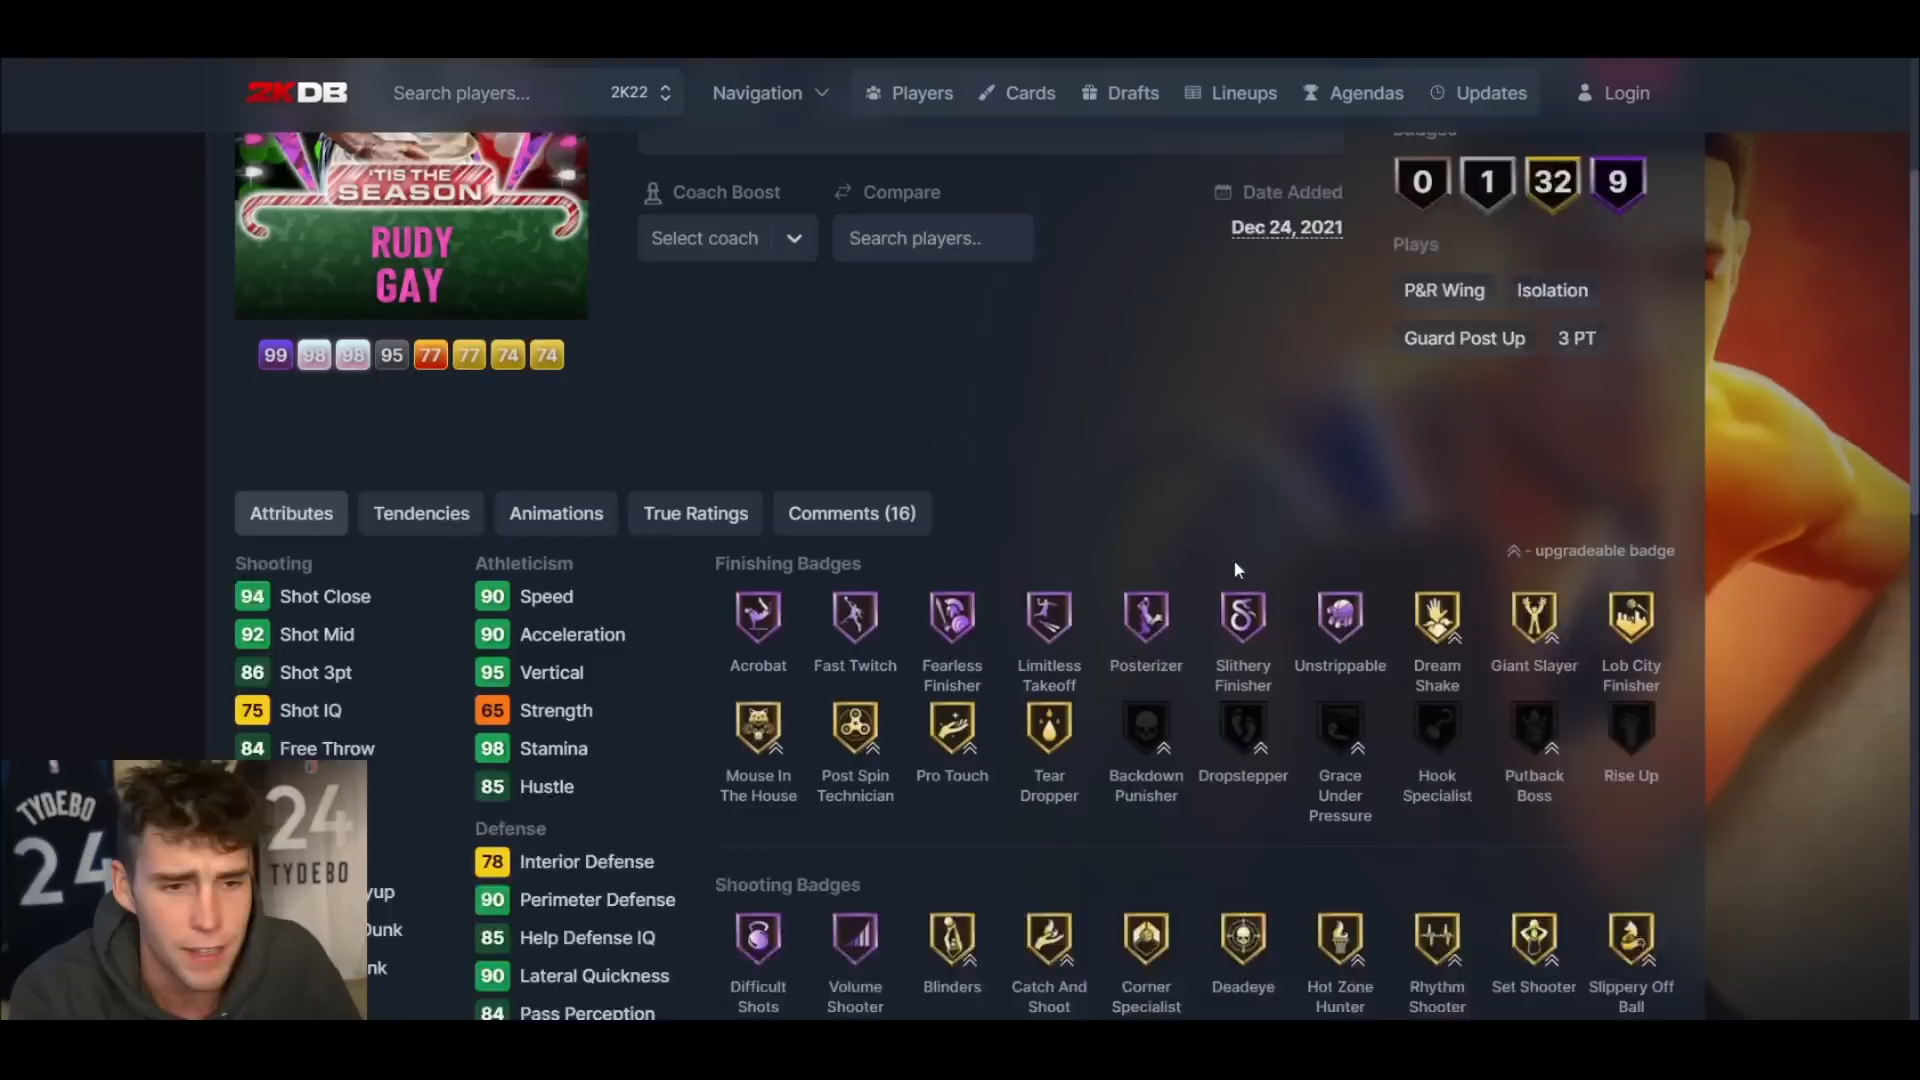 2KDB Search players... 2K22 Navigation Players Cards Drafts Lineups Agendas Updates Login
Badges
'TIS THE
SEASON
RUDY
GAY
99 98 98 95 77 77 74 74
Coach Boost Compare Date Added
Select coach Search players.. Dec 24, 2021
0 1 32 9
Plays
P&R Wing Isolation
Guard Post Up 3 PT
Attributes Tendencies Animations True Ratings Comments (16)
- upgradeable badge
Shooting
94 Shot Close
92 Shot Mid
86 Shot 3pt
75 Shot IQ
84 Free Throw
Athleticism
90 Speed
90 Acceleration
95 Vertical
65 Strength
98 Stamina
85 Hustle
Defense
78 Interior Defense
90 Perimeter Defense
85 Help Defense IQ
90 Lateral Quickness
84 Pass Perception
Finishing Badges
Acrobat Fast Twitch Fearless Finisher Limitless Takeoff Posterizer Slithery Finisher Unstrippable Dream Shake Giant Slayer Lob City Finisher
Mouse In The House Post Spin Technician Pro Touch Tear Dropper Backdown Punisher Dropstepper Grace Under Pressure Hook Specialist Putback Boss Rise Up
Shooting Badges
Difficult Shots Volume Shooter Blinders Catch And Shoot Corner Specialist Deadeye Hot Zone Hunter Rhythm Shooter Set Shooter Slippery Off Ball
TYDEBO
24
24
TYDEBO